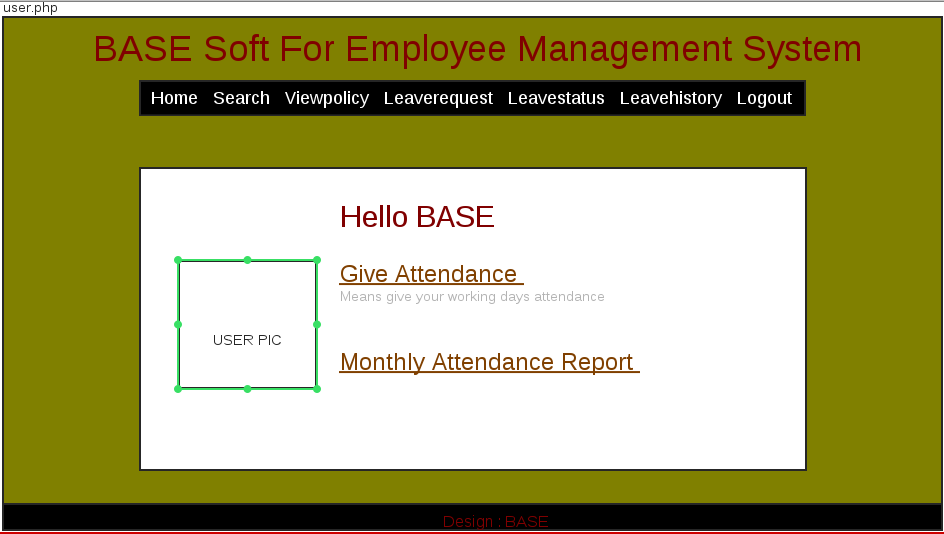 user.php
BASE Soft For Employee Management System
Home Search Viewpolicy Leaverequest Leavestatus Leavehistory Logout
Hello BASE
Give Attendance
Means give your working days attendance
USER PIC
Monthly Attendance Report
Design : BASE